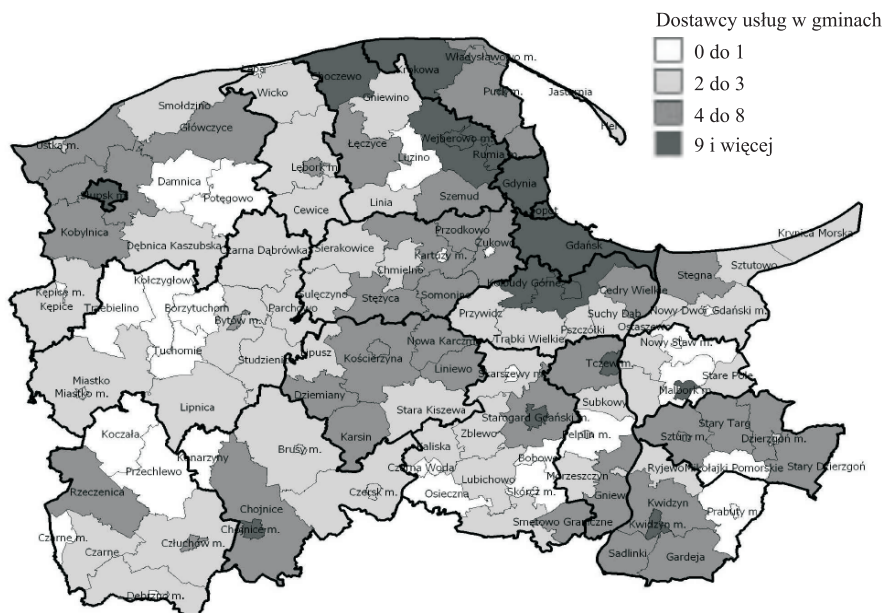 Dostawcy usług w gminach
0 do 1
2 do 3
4 do 8
9 i więcej
Choczewo
Krokowa
Władysławowo m.
Wicko
Gniewino
Puck m.
Jastarnia
Smołdzino
Hel
Główczyce
Ustka m.
Łęczyce
Wejherowo m.
Rumia m.
Luzino
Lębork m.
Damnica
Potęgowo
Gdynia
Słupsk m.
Linia
Szemud
Cewice
Sopot
Kobylnica
Przodkowo
Krynica Morska
Dębnica Kaszubska
Czarna Dąbrówka
Sierakowice
Żukowo
Gdańsk
Kartuzy m.
Sztutowo
Chmielno
Stegna
Kołczygłowy
Kolbudy Górne
Cedry Wielkie
Kępice m.
Kępice
Trzebielino
Borzytuchom
Parchowo
Sulęczyno
Stężyca
Somonino
Przywidz
Suchy Dąb
Nowy Dwór Gdański m.
Bytów m.
Pszczółki
Ostaszewo
Trąbki Wielkie
Nowa Karczma
Nowy Staw m.
Tuchomie
Studzienice
Lipusz
Kościerzyna
Liniewo
Skarszewy m.
Tczew m.
Stare Pole
Miastko
Miastko m.
Malbork m.
Dziemiany
Subkowy
Lipnica
Stara Kiszewa
Starogard Gdański m.
Stary Targ
Koczała
Karsin
Zblewo
Pelplin m.
Sztum m.
Dzierzgoń m.
Brusy m.
Konarzyny
Kaliska
Bobowo
Przechlewo
Czarna Woda
Ryjewo
Mikołajki Pomorskie
Stary Dzierzgoń
Lubichowo
Morzeszczyn
Rzeczenica
Czersk m.
Osieczna
Skórcz m.
Gniew
Kwidzyn
Chojnice
Prabuty m.
Smętowo Graniczne
Kwidzyn m.
Chojnice m.
Czarne m.
Człuchów m.
Czarne
Sadlinki
Gardeja
Debrzno m.